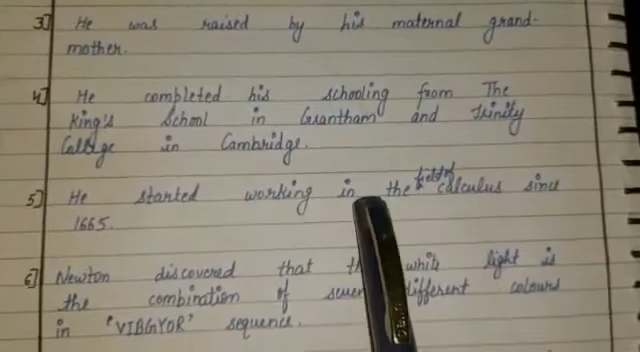 3] He was raised by his maternal grand-
mother.
4] He completed his schooling from The
King's School in Grantham and Trinity
College in Cambridge.
5] He started working in the field of calculus since
1665.
6] Newton discovered that white light is
the combination of different colours
in 'VIBGYOR' sequence.